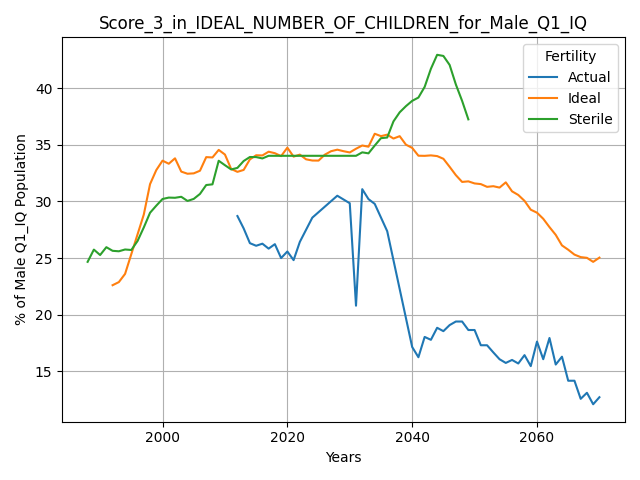 Score_3_in_IDEAL_NUMBER_OF_CHILDREN_for_Male_Q1_IQ
Fertility
Actual
Ideal
Sterile
% of Male Q1_IQ Population
40
35
30
25
20
15
2000
2020
2040
2060
Years